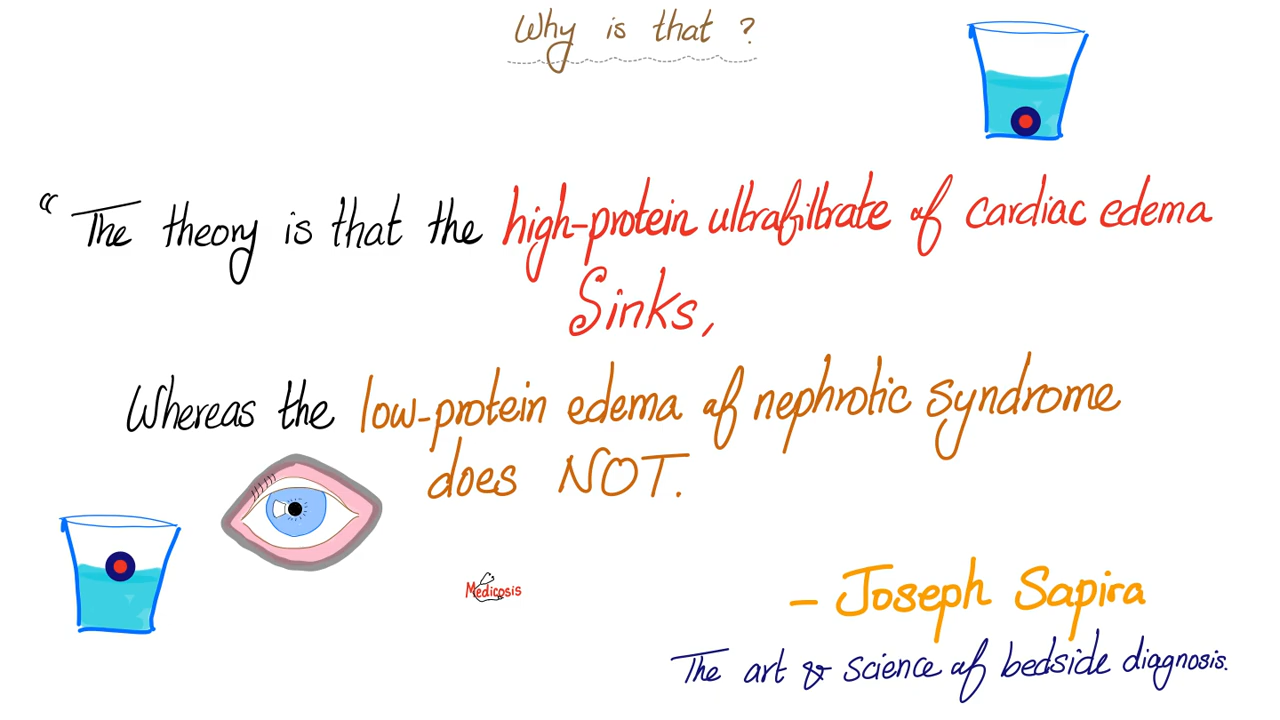 Why is that ?
“ The theory is that the high-protein ultrafiltrate of cardiac edema
Sinks,
Whereas the low-protein edema of nephrotic syndrome
does NOT.
Medicosis
– Joseph Sapira
The art & science of bedside diagnosis.